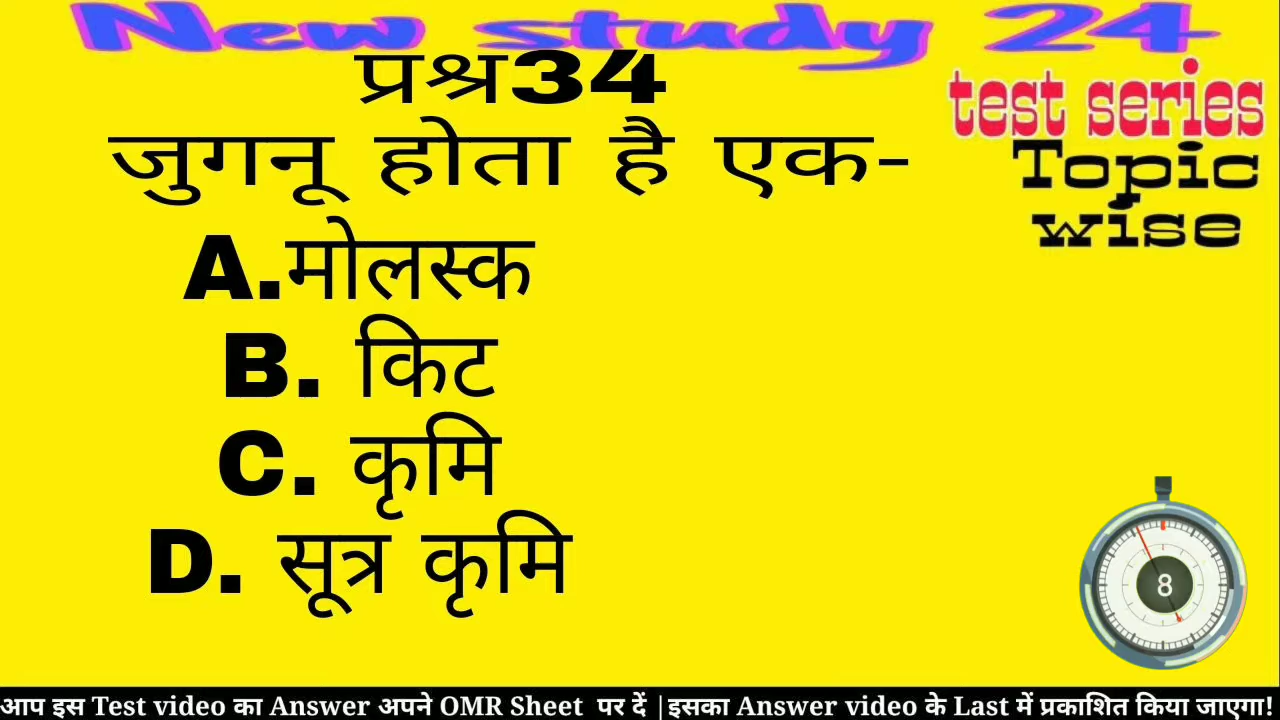 New study 24
प्रश्न34
test series
Topic
wise
जुगनू होता है एक-
A.मोलस्क
B. किट
C. कृमि
D. सूत्र कृमि
8
आप इस Test video का Answer अपने OMR Sheet पर दें |इसका Answer video के Last में प्रकाशित किया जाएगा!